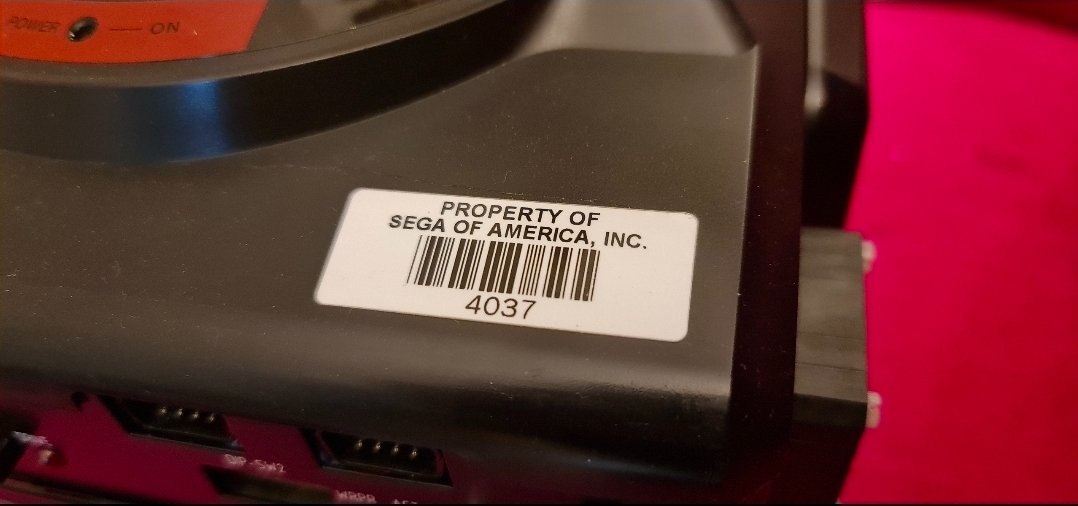 POWER ON
PROPERTY OF
SEGA OF AMERICA, INC.
4037